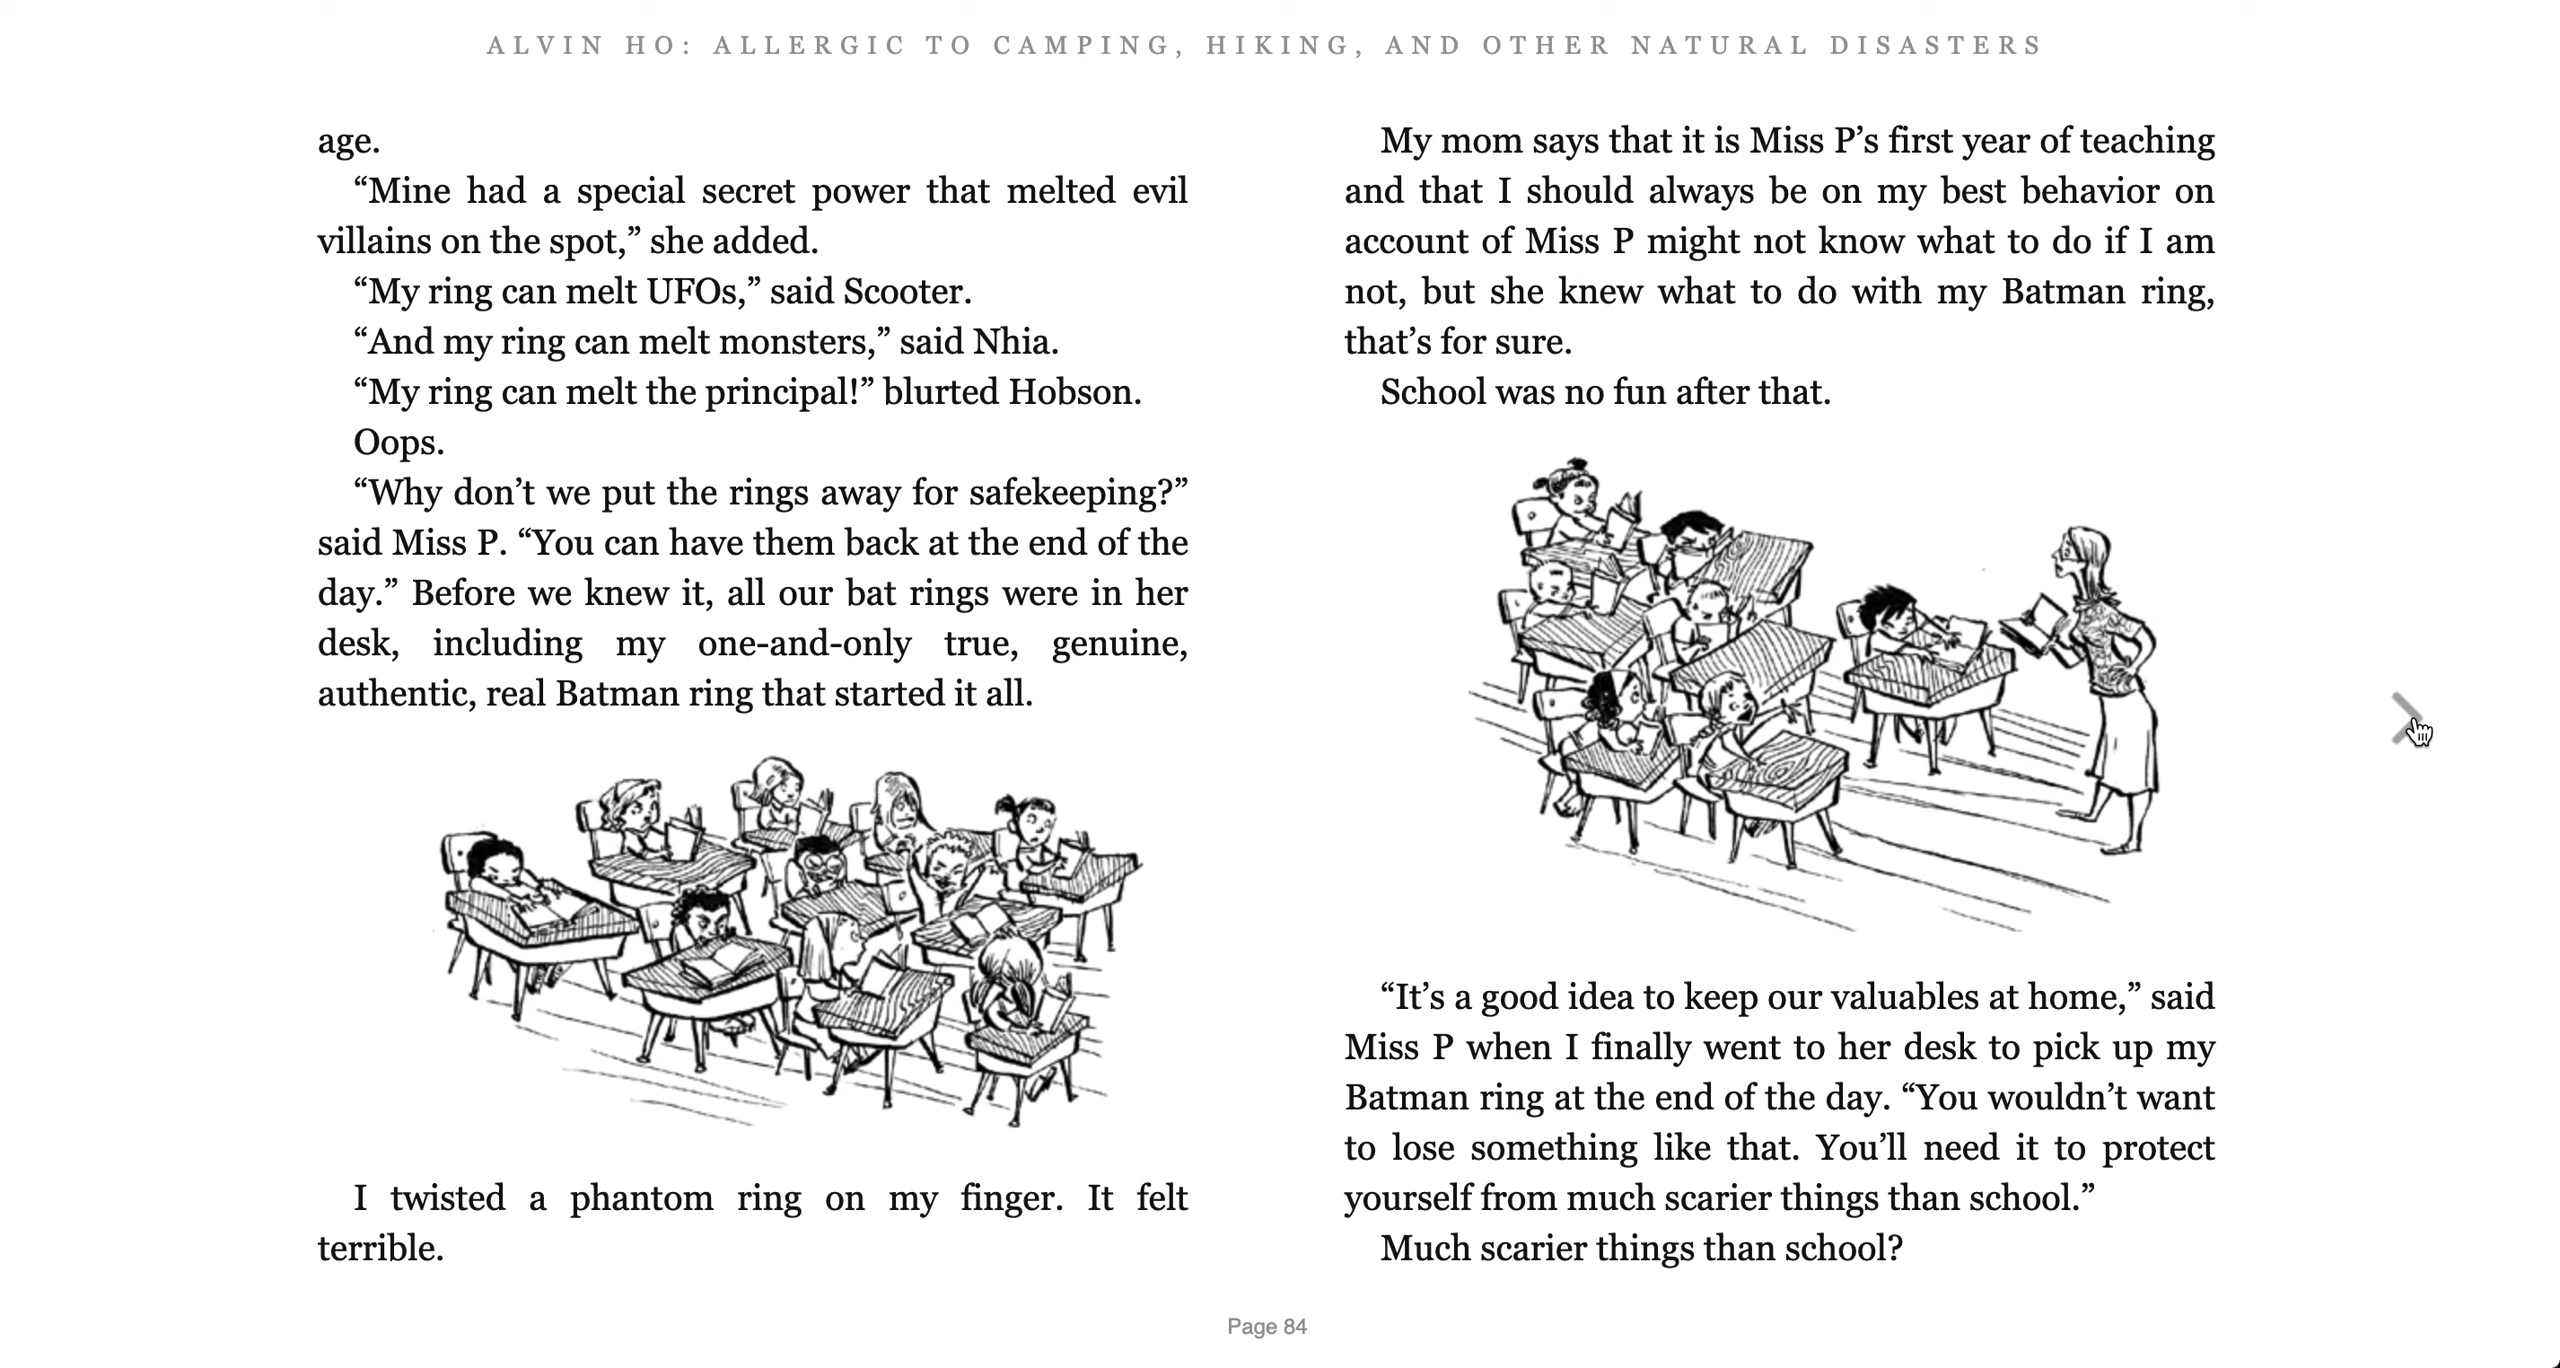 ALVIN HO: ALLERGIC TO CAMPING, HIKING, AND OTHER NATURAL DISASTERS
age.
“Mine had a special secret power that melted evil
villains on the spot,” she added.
“My ring can melt UFOs,” said Scooter.
“And my ring can melt monsters,” said Nhia.
“My ring can melt the principal!” blurted Hobson.
Oops.
“Why don’t we put the rings away for safekeeping?”
said Miss P. “You can have them back at the end of the
day.” Before we knew it, all our bat rings were in her
desk, including my one-and-only true, genuine,
authentic, real Batman ring that started it all.
I twisted a phantom ring on my finger. It felt
terrible.
My mom says that it is Miss P’s first year of teaching
and that I should always be on my best behavior on
account of Miss P might not know what to do if I am
not, but she knew what to do with my Batman ring,
that’s for sure.
School was no fun after that.
“It’s a good idea to keep our valuables at home,” said
Miss P when I finally went to her desk to pick up my
Batman ring at the end of the day. “You wouldn’t want
to lose something like that. You’ll need it to protect
yourself from much scarier things than school.”
Much scarier things than school?
Page 84